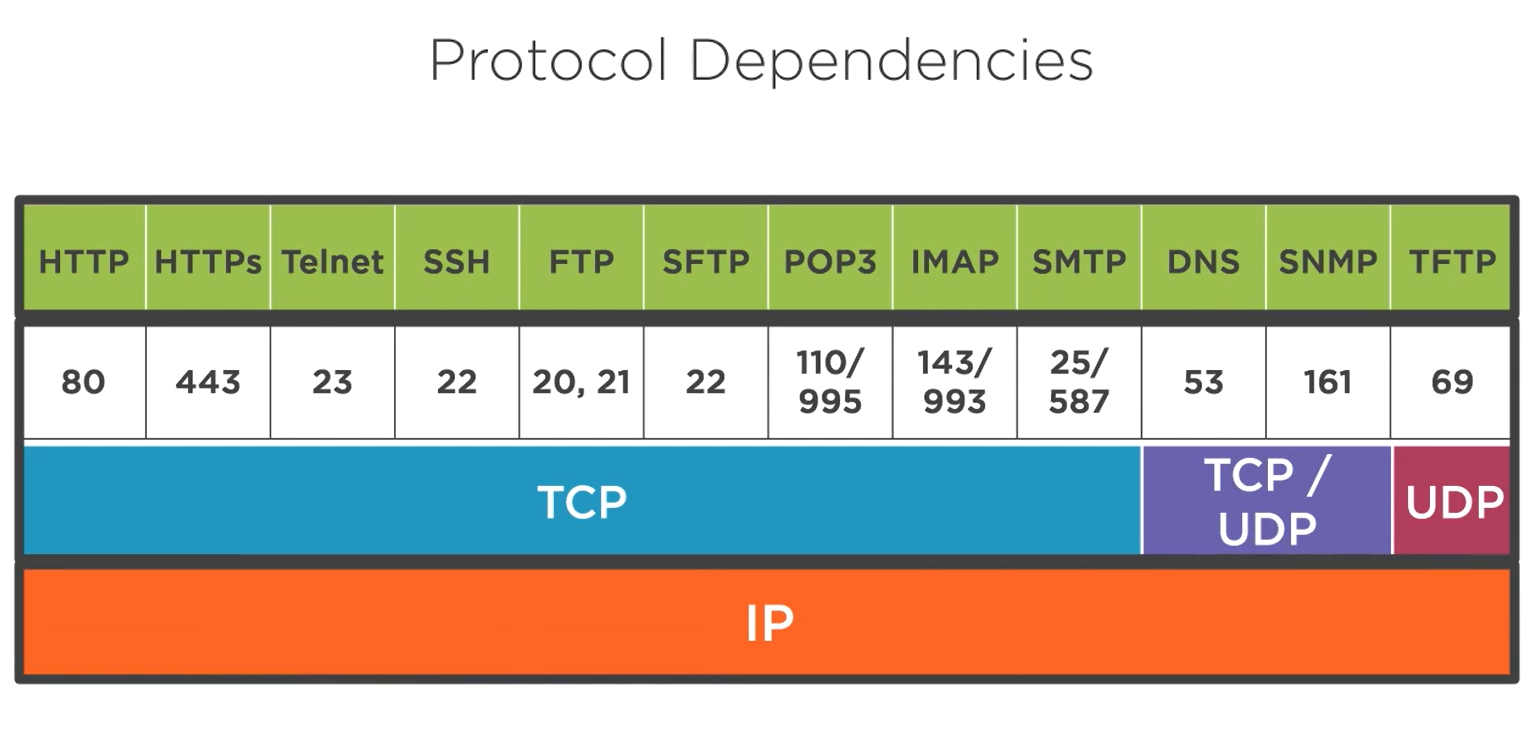 Protocol Dependencies
HTTP HTTPs Telnet SSH FTP SFTP POP3 IMAP SMTP DNS SNMP TFTP
80 443 23 22 20, 21 22 110/ 995 143/ 993 25/ 587 53 161 69
TCP TCP / UDP UDP
IP